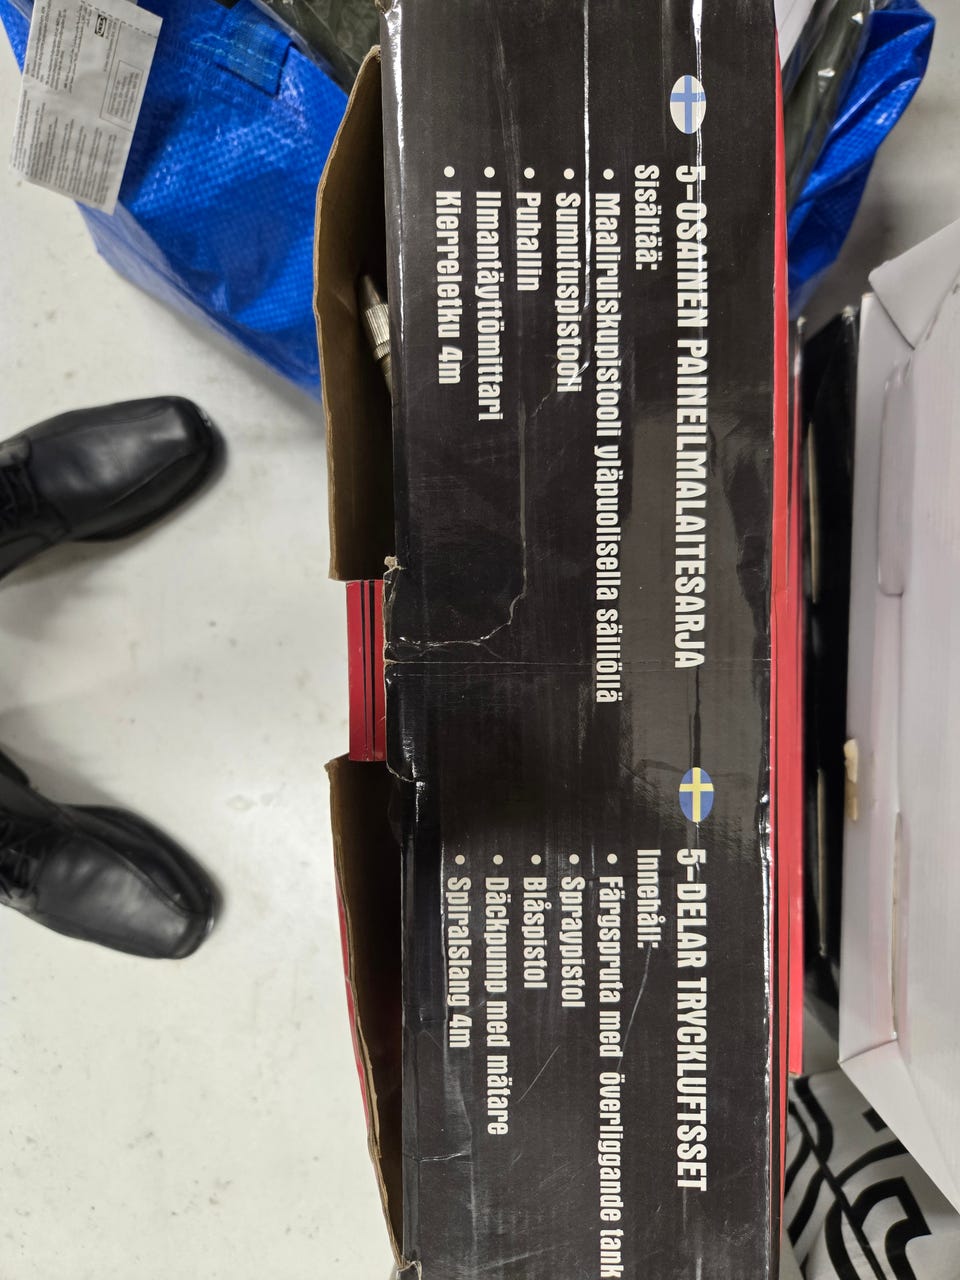 5-OSAINEN PAINEILMALAITESARJA
Sisältää:
• Maaliruiskupistooli yläpuolisella säiliöllä
• Sumutuspistooli
• Puhallin
• Ilmantäyttömittari
• Kierreletku 4m
5-DELAR TRYCKLUFTSSET
Innehåll:
• Färgspruta med överliggande tank
• Spraypistol
• Blåspistol
• Däckpump med mätare
• Spiralslang 4m